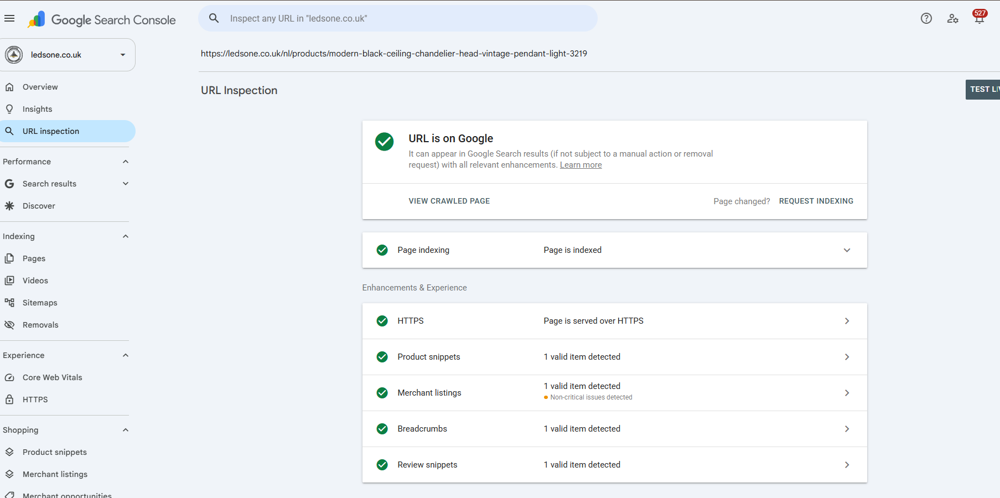 Google Search Console
Inspect any URL in "ledsone.co.uk"
527
ledsone.co.uk
https://ledsone.co.uk/nl/products/modern-black-ceiling-chandelier-head-vintage-pendant-light-3219
Overview
Insights
URL inspection
Performance
Search results
Discover
Indexing
Pages
Videos
Sitemaps
Removals
Experience
Core Web Vitals
HTTPS
Shopping
Product snippets
Merchant listings
Merchant opportunities
URL Inspection
TEST LIV
URL is on Google
It can appear in Google Search results (if not subject to a manual action or removal
request) with all relevant enhancements. Learn more
VIEW CRAWLED PAGE
Page changed? REQUEST INDEXING
Page indexing Page is indexed
Enhancements & Experience
HTTPS Page is served over HTTPS
Product snippets 1 valid item detected
Merchant listings 1 valid item detected
Non-critical issues detected
Breadcrumbs 1 valid item detected
Review snippets 1 valid item detected